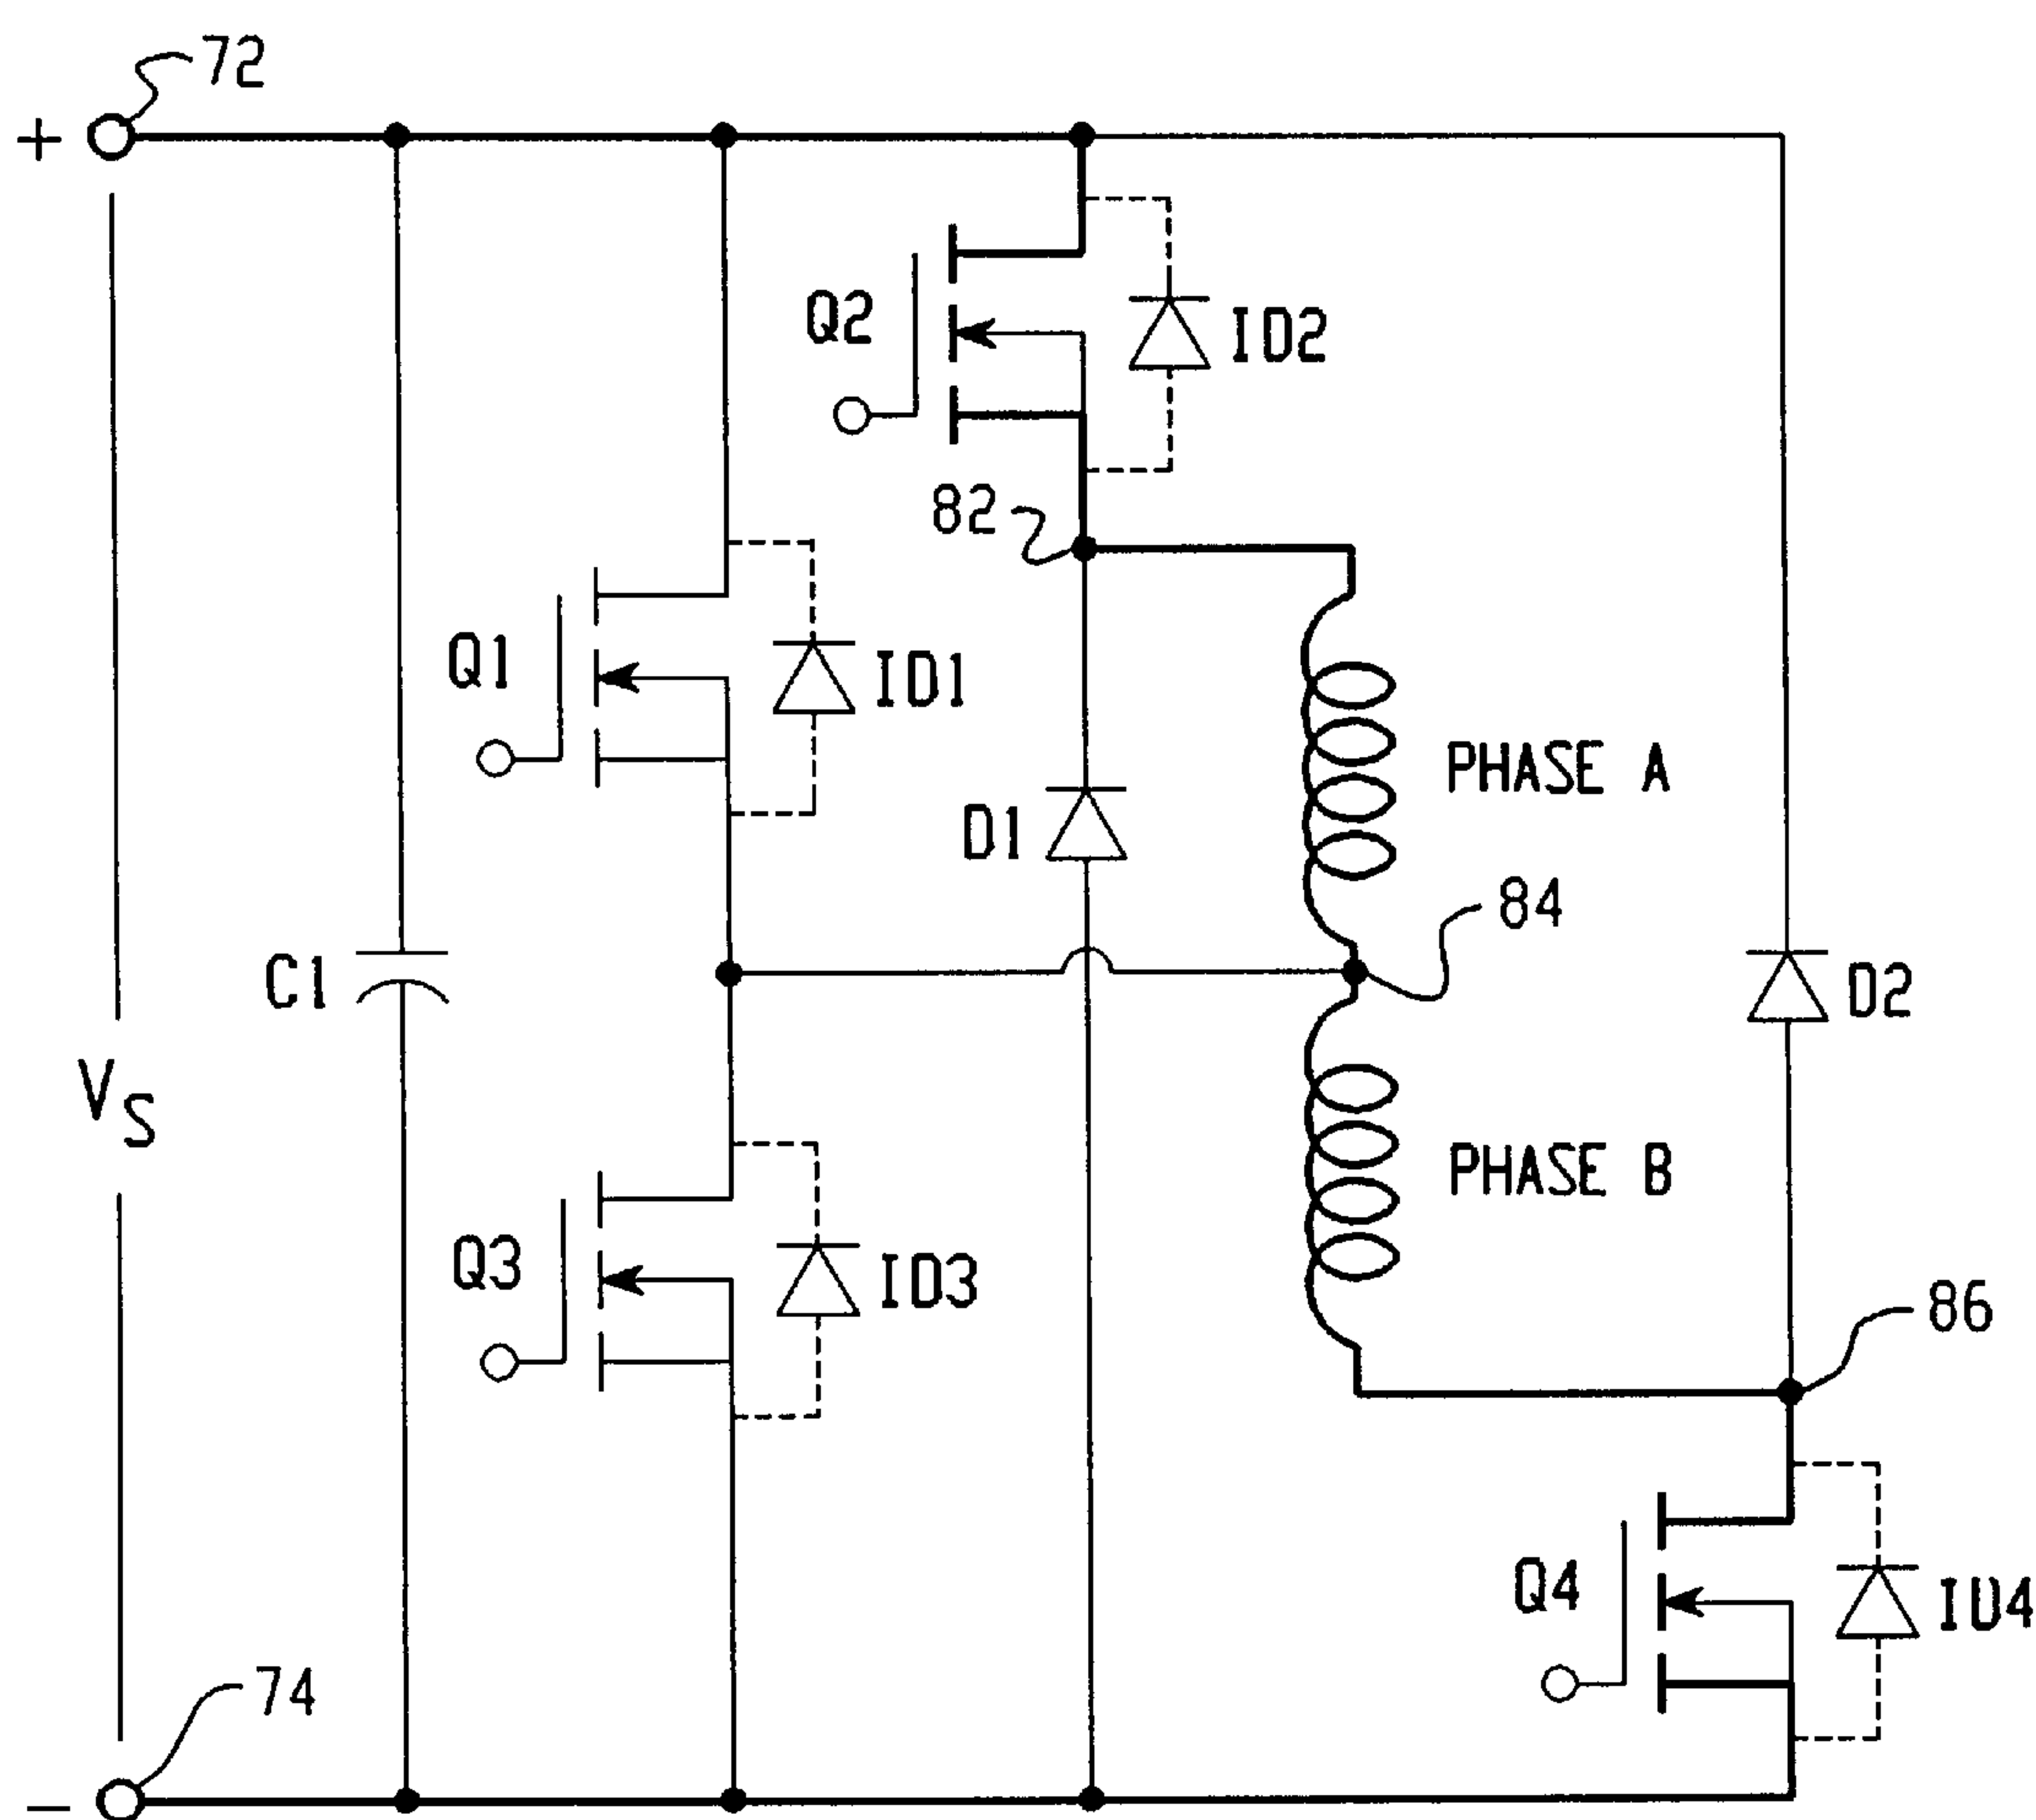 72
+
Q2
ID2
82
Q1
ID1
PHASE A
D1
84
C1
D2
VS
PHASE B
Q3
ID3
86
Q4
ID4
74
−